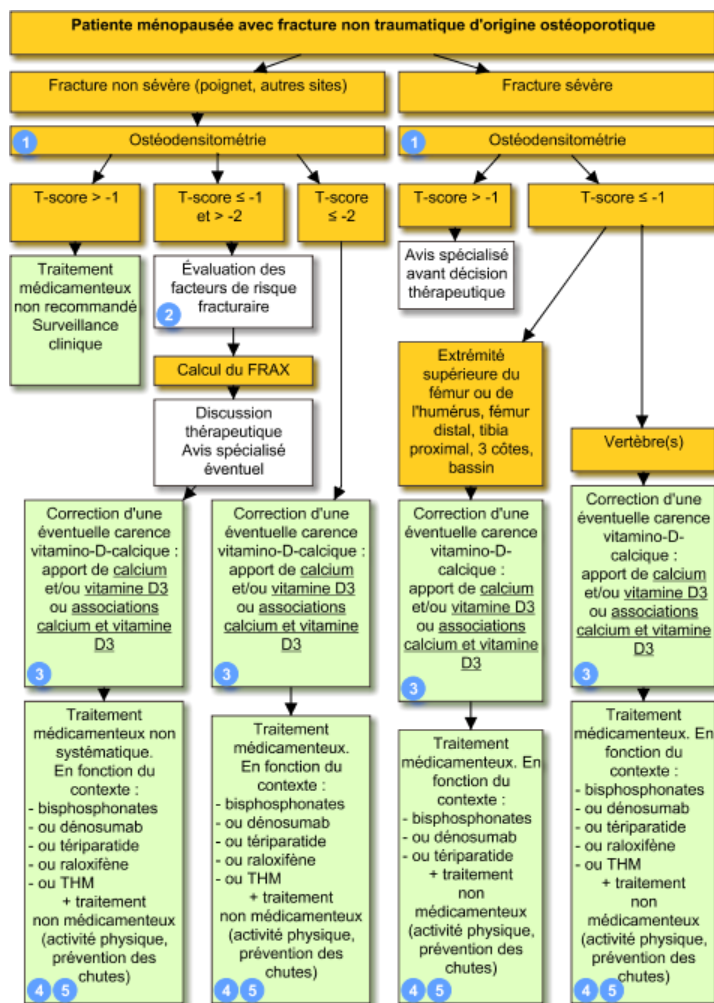 Patiente ménopausée avec fracture non traumatique d'origine ostéoporotique
Fracture non sévère (poignet, autres sites)
Fracture sévère
1
Ostéodensitométrie
1
Ostéodensitométrie
T-score > -1
T-score ≤ -1
et > -2
T-score
≤ -2
T-score > -1
T-score ≤ -1
Traitement
médicamenteux
non recommandé
Surveillance
clinique
Évaluation des
facteurs de risque
fracturaire
2
Avis spécialisé
avant décision
thérapeutique
Calcul du FRAX
Discussion
thérapeutique
Avis spécialisé
éventuel
Extrémité
supérieure du
fémur ou de
l'humérus, fémur
distal, tibia
proximal, 3 côtes,
bassin
Vertèbre(s)
Correction d'une
éventuelle carence
vitamino-D-calcique :
apport de calcium
et/ou vitamine D3
ou associations
calcium et vitamine
D3
3
Correction d'une
éventuelle carence
vitamino-D-calcique :
apport de calcium
et/ou vitamine D3
ou associations
calcium et vitamine
D3
3
Correction d'une
éventuelle carence
vitamino-D-
calcique :
apport de calcium
et/ou vitamine D3
ou associations
calcium et vitamine
D3
3
Correction d'une
éventuelle carence
vitamino-D-
calcique :
apport de calcium
et/ou vitamine D3
ou associations
calcium et vitamine
D3
3
Traitement
médicamenteux non
systématique.
En fonction du
contexte :
- bisphosphonates
- ou dénosumab
- ou tériparatide
- ou raloxifène
- ou THM
+ traitement
non médicamenteux
(activité physique,
prévention des
chutes)
4 5
Traitement
médicamenteux.
En fonction du
contexte :
- bisphosphonates
- ou dénosumab
- ou tériparatide
- ou raloxifène
- ou THM
+ traitement
non médicamenteux
(activité physique,
prévention des
chutes)
4 5
Traitement
médicamenteux. En
fonction du
contexte :
- bisphosphonates
- ou dénosumab
- ou tériparatide
+ traitement
non
médicamenteux
(activité physique,
prévention des
chutes)
4 5
Traitement
médicamenteux. En
fonction du
contexte :
- bisphosphonates
- ou dénosumab
- ou tériparatide
- ou raloxifène
- ou THM
+ traitement
non
médicamenteux
(activité physique,
prévention des
chutes)
4 5